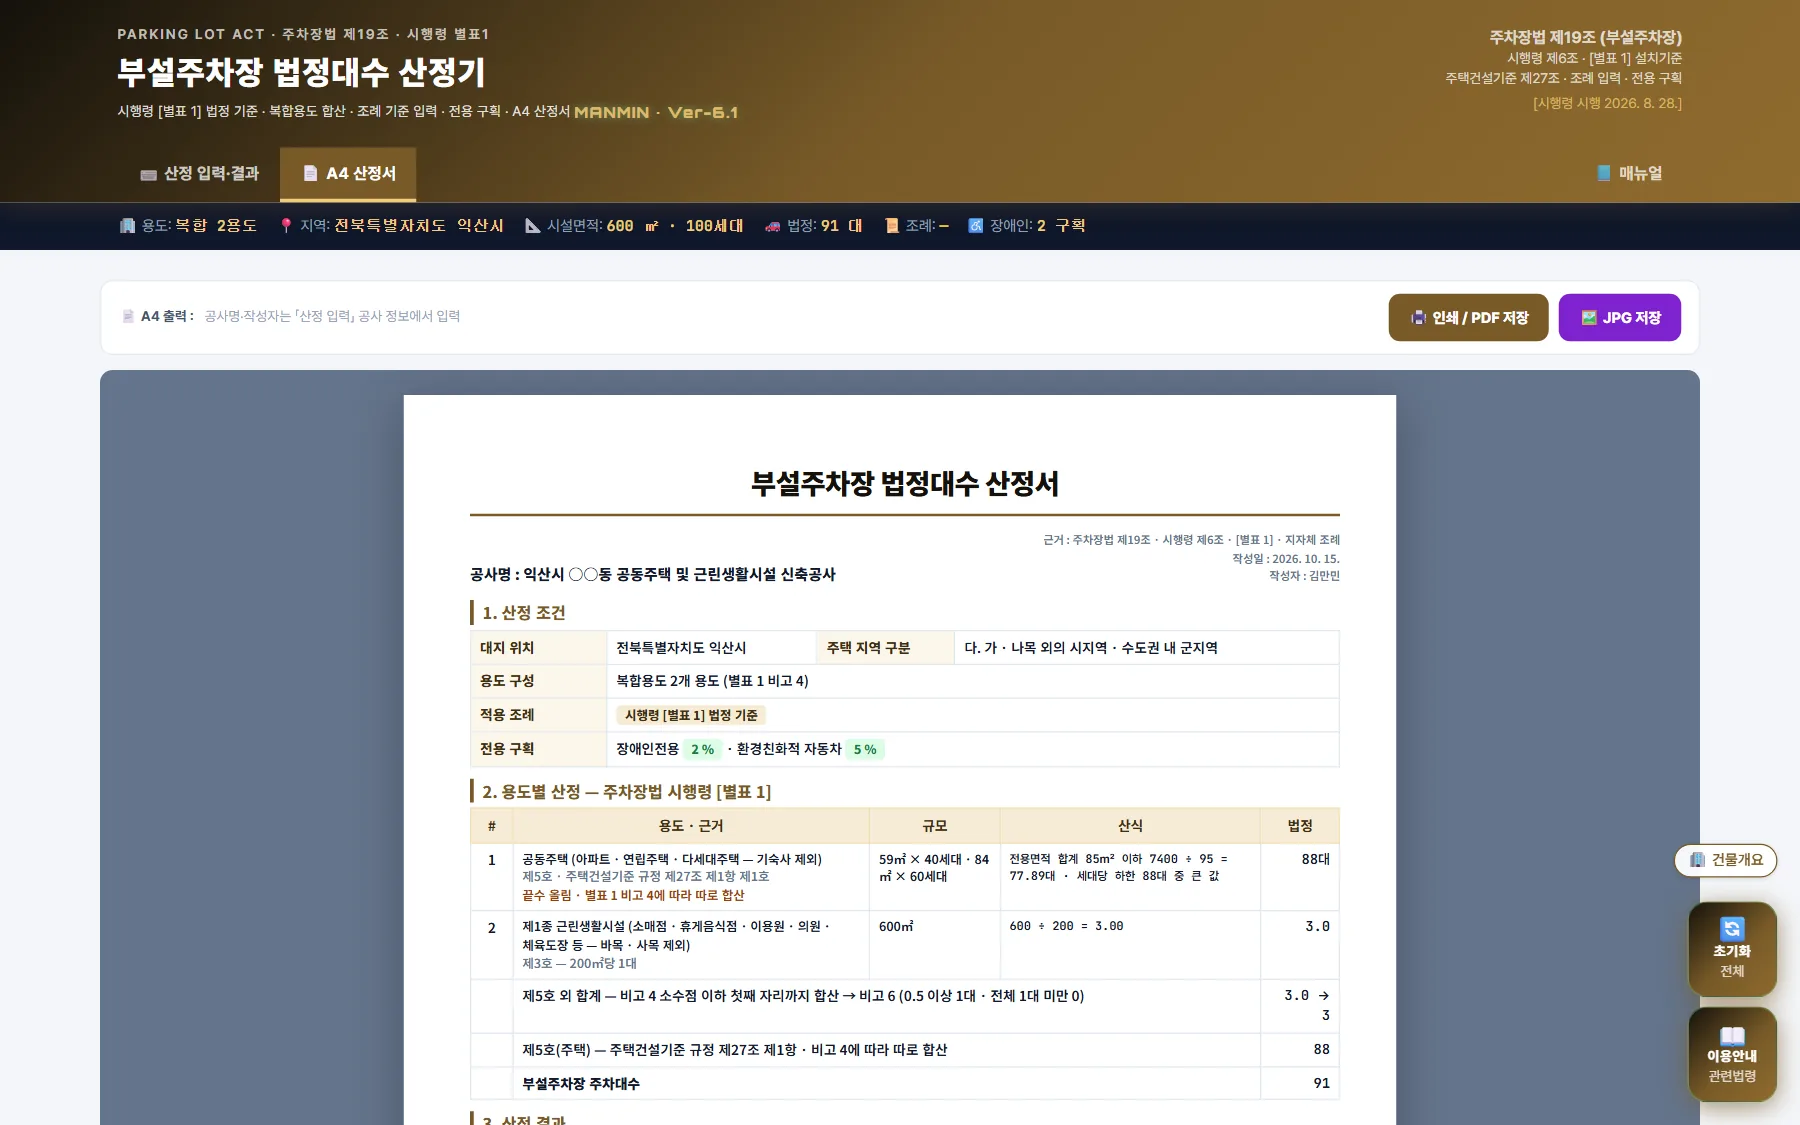 PARKING LOT ACT · 주차장법 제19조 · 시행령 별표1
부설주차장 법정대수 산정기
시행령 [별표 1] 법정 기준 · 복합용도 합산 · 조례 기준 입력 · 전용 구획 · A4 산정서 MANMIN · Ver-6.1
주차장법 제19조 (부설주차장)
시행령 제6조 · [별표 1] 설치기준
주택건설기준 제27조 · 조례 입력 · 전용 구획
[시행령 시행 2026. 8. 28.]
산정 입력·결과
A4 산정서
매뉴얼
용도: 복합 2용도 지역: 전북특별자치도 익산시 시설면적: 600 ㎡ · 100세대 법정: 91 대 조례: — 장애인: 2 구획
A4 출력 : 공사명·작성자는 「산정 입력」 공사 정보에서 입력
인쇄 / PDF 저장
JPG 저장
부설주차장 법정대수 산정서
근거 : 주차장법 제19조 · 시행령 제6조 · [별표 1] · 지자체 조례
작성일 : 2026. 10. 15.
작성자 : 김만민
공사명 : 익산시 ○○동 공동주택 및 근린생활시설 신축공사
1. 산정 조건
대지 위치 전북특별자치도 익산시 주택 지역 구분 다. 가 · 나목 외의 시지역 · 수도권 내 군지역
용도 구성 복합용도 2개 용도 (별표 1 비고 4)
적용 조례 시행령 [별표 1] 법정 기준
전용 구획 장애인전용 2 % · 환경친화적 자동차 5 %
2. 용도별 산정 — 주차장법 시행령 [별표 1]
# 용도 · 근거 규모 산식 법정
1 공동주택 (아파트 · 연립주택 · 다세대주택 — 기숙사 제외) 59㎡ × 40세대 · 84 전용면적 합계 85m² 이하 7400 ÷ 95 = 88대
제5호 · 주택건설기준 규정 제27조 제1항 제1호 ㎡ × 60세대 77.89대 · 세대당 하한 88대 중 큰 값
끝수 올림 · 별표 1 비고 4에 따라 따로 합산
2 제1종 근린생활시설 (소매점 · 휴게음식점 · 이용원 · 의원 · 600㎡ 600 ÷ 200 = 3.00 3.0
체육도장 등 — 바목 · 사목 제외)
제3호 — 200㎡당 1대
제5호 외 합계 — 비고 4 소수점 이하 첫째 자리까지 합산 → 비고 6 (0.5 이상 1대 · 전체 1대 미만 0) 3.0 →
3
제5호(주택) — 주택건설기준 규정 제27조 제1항 · 비고 4에 따라 따로 합산 88
부설주차장 주차대수 91
3. 산정 결과
건물개요
초기화
전체
이용안내
관련법령